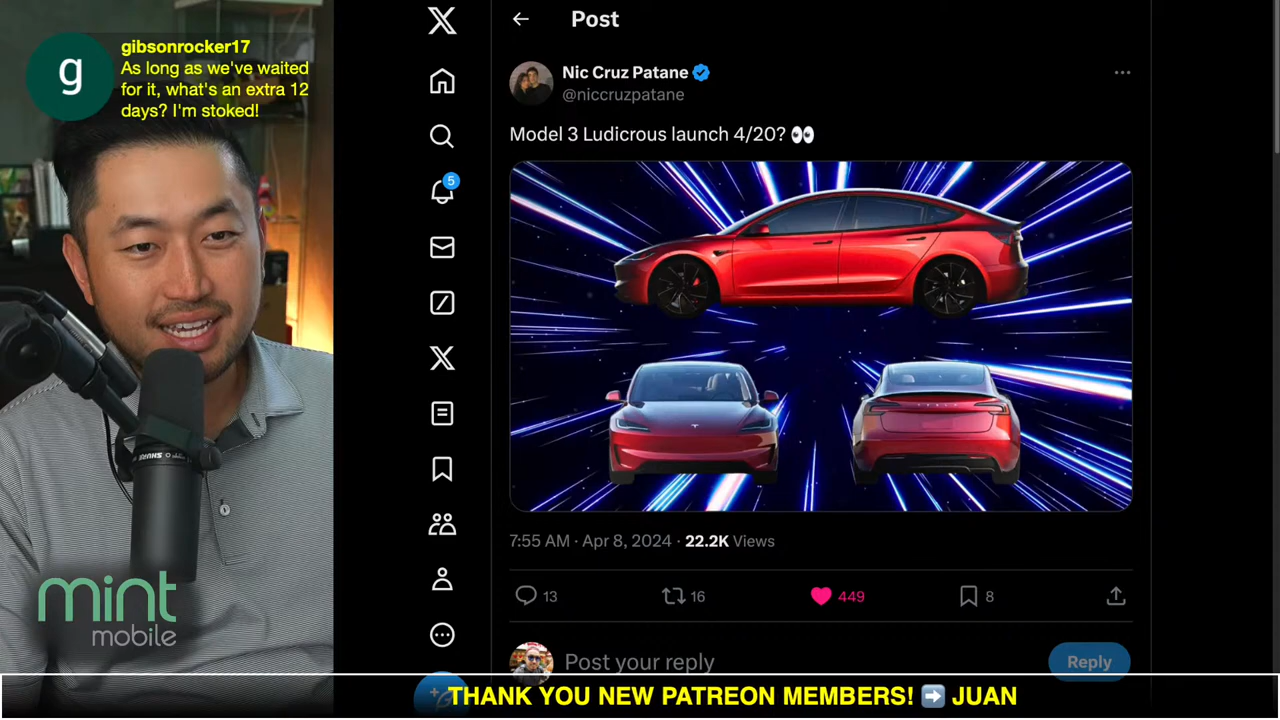 g
gibsonrocker17
As long as we've waited
for it, what's an extra 12
days? I'm stoked!
SHURE
mint
mobile
5
Post
Nic Cruz Patane
@niccruzpatane
Model 3 Ludicrous launch 4/20? 👀
7:55 AM · Apr 8, 2024 · 22.2K Views
13
16
449
8
Post your reply
Reply
THANK YOU NEW PATREON MEMBERS! ➡️ JUAN